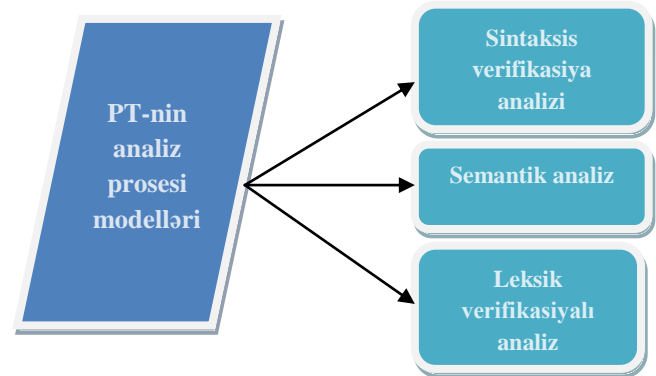 PT-nin
analiz
prosesi
modelləri
Sintaksis
verifikasiya
analizi
Semantik analiz
Leksik
verifikasiyalı
analiz